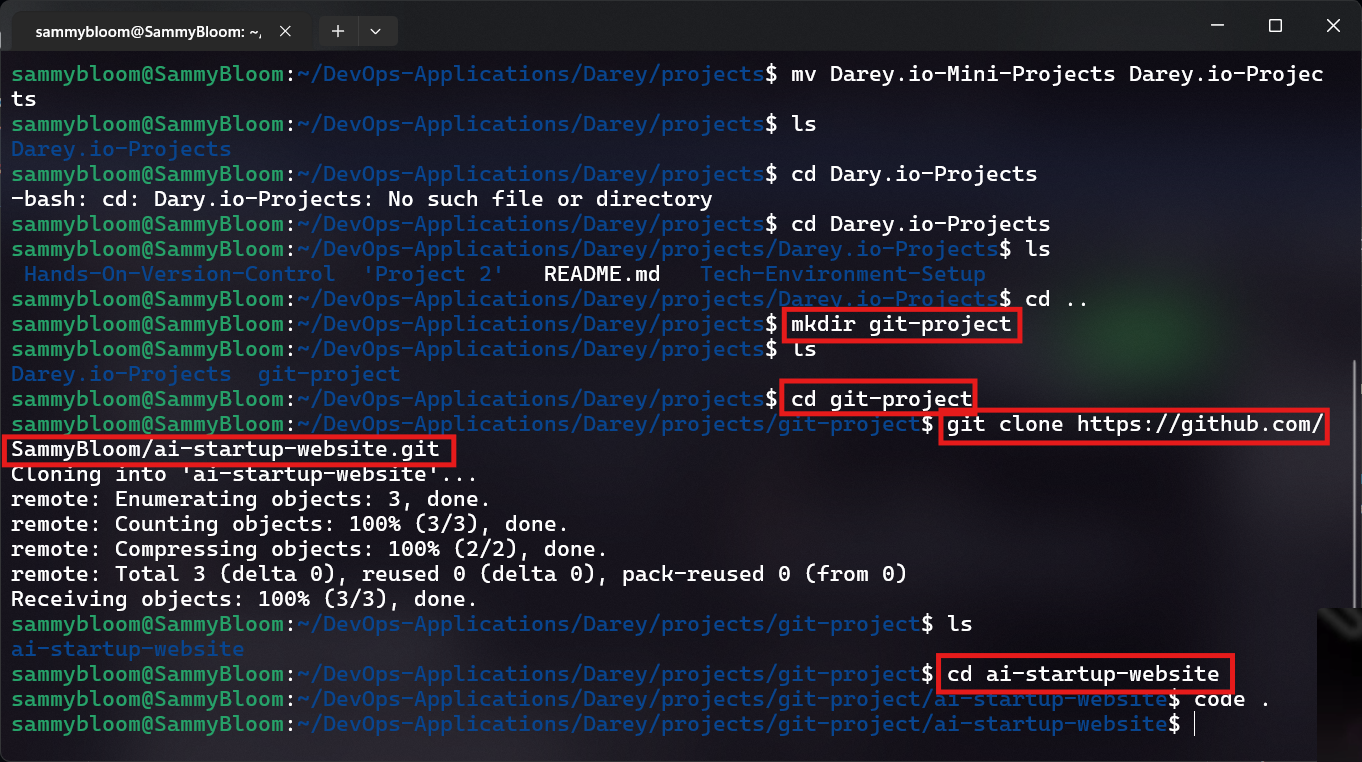 sammybloom@SammyBloom: ~,
sammybloom@SammyBloom:~/DevOps-Applications/Darey/projects$ mv Darey.io-Mini-Projects Darey.io-Projec
ts
sammybloom@SammyBloom:~/DevOps-Applications/Darey/projects$ ls
Darey.io-Projects
sammybloom@SammyBloom:~/DevOps-Applications/Darey/projects$ cd Dary.io-Projects
-bash: cd: Dary.io-Projects: No such file or directory
sammybloom@SammyBloom:~/DevOps-Applications/Darey/projects$ cd Darey.io-Projects
sammybloom@SammyBloom:~/DevOps-Applications/Darey/projects/Darey.io-Projects$ ls
Hands-On-Version-Control  'Project 2'   README.md   Tech-Environment-Setup
sammybloom@SammyBloom:~/DevOps-Applications/Darey/projects/Darey.io-Projects$ cd ..
sammybloom@SammyBloom:~/DevOps-Applications/Darey/projects$ mkdir git-project
sammybloom@SammyBloom:~/DevOps-Applications/Darey/projects$ ls
Darey.io-Projects  git-project
sammybloom@SammyBloom:~/DevOps-Applications/Darey/projects$ cd git-project
sammybloom@SammyBloom:~/DevOps-Applications/Darey/projects/git-project$ git clone https://github.com/
SammyBloom/ai-startup-website.git
Cloning into 'ai-startup-website'...
remote: Enumerating objects: 3, done.
remote: Counting objects: 100% (3/3), done.
remote: Compressing objects: 100% (2/2), done.
remote: Total 3 (delta 0), reused 0 (delta 0), pack-reused 0 (from 0)
Receiving objects: 100% (3/3), done.
sammybloom@SammyBloom:~/DevOps-Applications/Darey/projects/git-project$ ls
ai-startup-website
sammybloom@SammyBloom:~/DevOps-Applications/Darey/projects/git-project$ cd ai-startup-website
sammybloom@SammyBloom:~/DevOps-Applications/Darey/projects/git-project/ai-startup-website$ code .
sammybloom@SammyBloom:~/DevOps-Applications/Darey/projects/git-project/ai-startup-website$